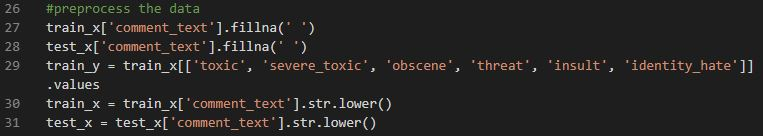 26 #preprocess the data
27 train_x['comment_text'].fillna(' ')
28 test_x['comment_text'].fillna(' ')
29 train_y = train_x[['toxic', 'severe_toxic', 'obscene', 'threat', 'insult', 'identity_hate']]
.values
30 train_x = train_x['comment_text'].str.lower()
31 test_x = test_x['comment_text'].str.lower()